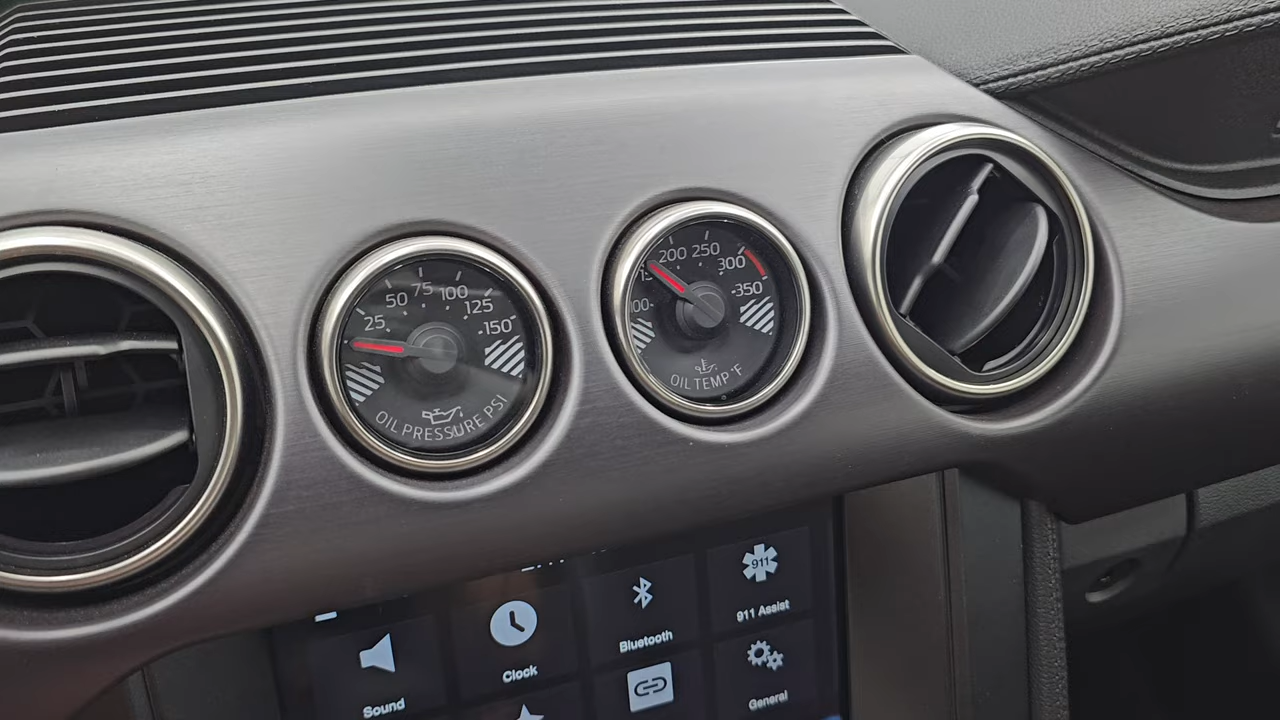 25
50
75
100
125
150
OIL PRESSURE PSI
200
250
300
350
OIL TEMP °F
911
911 Assist
Bluetooth
Clock
Sound
General